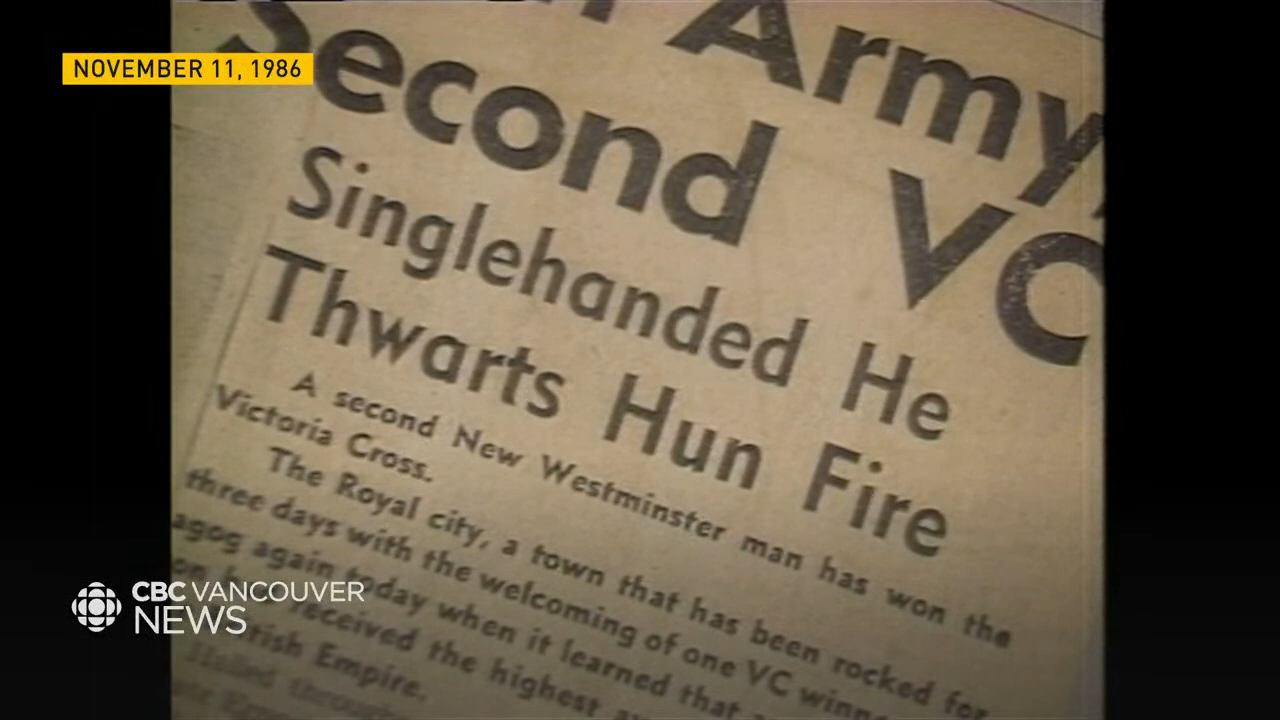 NOVEMBER 11, 1986
Army,
Second VC
Singlehanded He
Thwarts Hun Fire
A second New Westminster man has won the
Victoria Cross.
The Royal city, a town that has been rocked for
three days with the welcoming of one VC
agog again today when it learned that
received the highest
Empire.
CBC VANCOUVER
NEWS